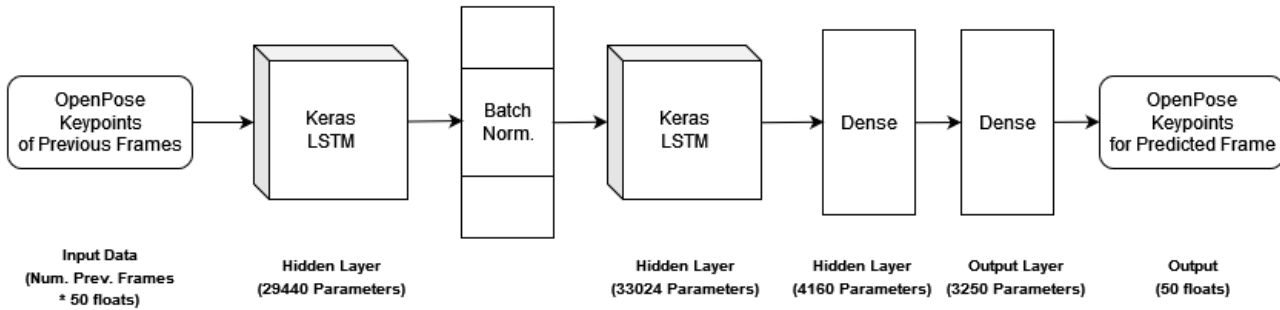 OpenPose
Keypoints
of Previous Frames
Keras
LSTM
Batch
Norm.
Keras
LSTM
Dense
Dense
OpenPose
Keypoints
for Predicted Frame
Input Data
(Num. Prev. Frames
* 50 floats)
Hidden Layer
(29440 Parameters)
Hidden Layer
(33024 Parameters)
Hidden Layer
(4160 Parameters)
Output Layer
(3250 Parameters)
Output
(50 floats)